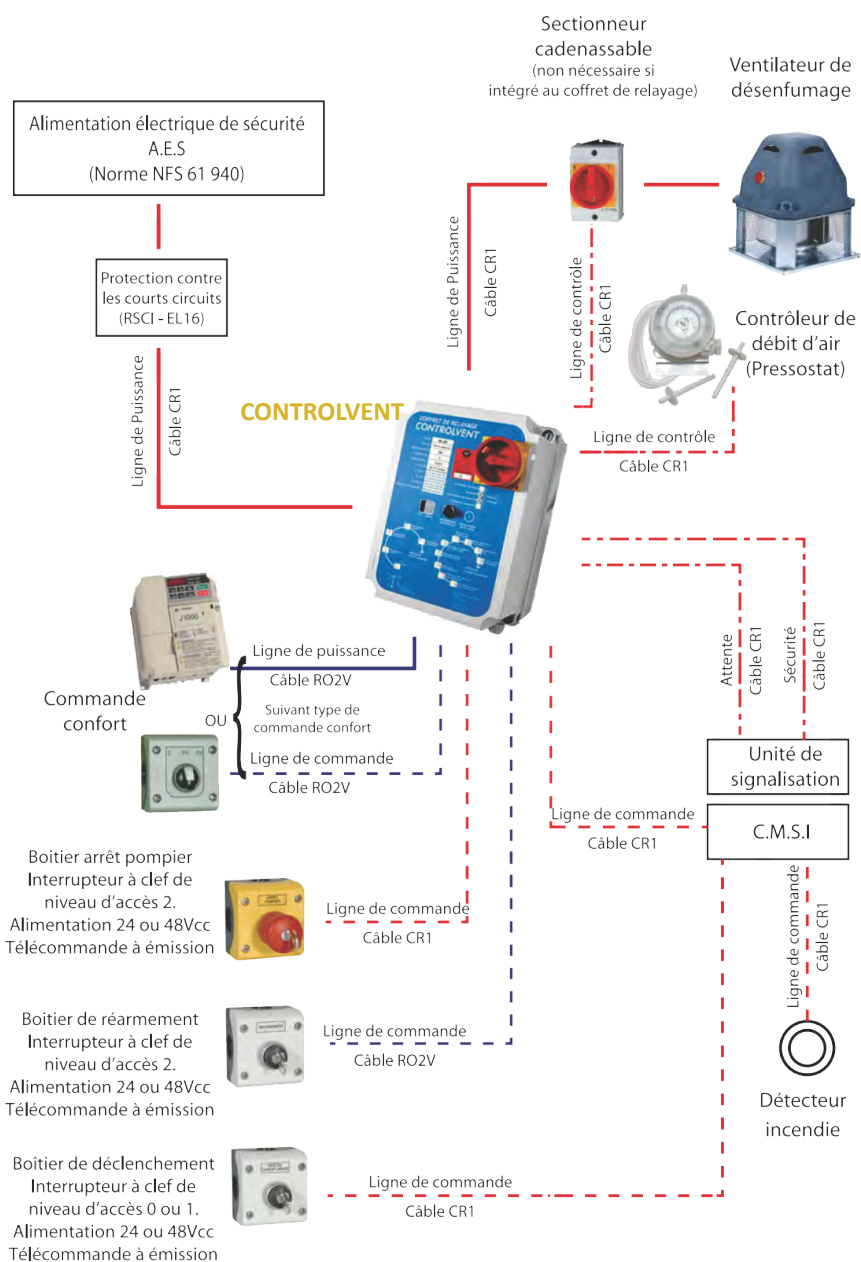 Sectionneur
cadenassable
(non nécessaire si
intégré au coffret de relayage)
Ventilateur de
désenfumage
Alimentation électrique de sécurité
A.E.S
(Norme NFS 61 940)
Protection contre
les courts circuits
(RSCI - EL16)
Ligne de Puissance
Câble CR1
Ligne de Puissance
Câble CR1
Ligne de contrôle
Câble CR1
Contrôleur de
débit d'air
(Pressostat)
Ligne de contrôle
Câble CR1
CONTROLVENT
COFFRET DE RELAYAGE
CONTROLVENT
Attente
Câble CR1
Sécurité
Câble CR1
J1000
Commande
confort
Ligne de puissance
Câble RO2V
OU
Suivant type de
commande confort
Ligne de commande
Câble RO2V
Unité de
signalisation
C.M.S.I
Ligne de commande
Câble CR1
Ligne de commande
Câble CR1
Détecteur
incendie
Boitier arrêt pompier
Interrupteur à clef de
niveau d'accès 2.
Alimentation 24 ou 48Vcc
Télécommande à émission
Ligne de commande
Câble CR1
Boitier de réarmement
Interrupteur à clef de
niveau d'accès 2.
Alimentation 24 ou 48Vcc
Télécommande à émission
Ligne de commande
Câble RO2V
Boîtier de déclenchement
Interrupteur à clef de
niveau d'accès 0 ou 1.
Alimentation 24 ou 48Vcc
Télécommande à émission
Ligne de commande
Câble CR1